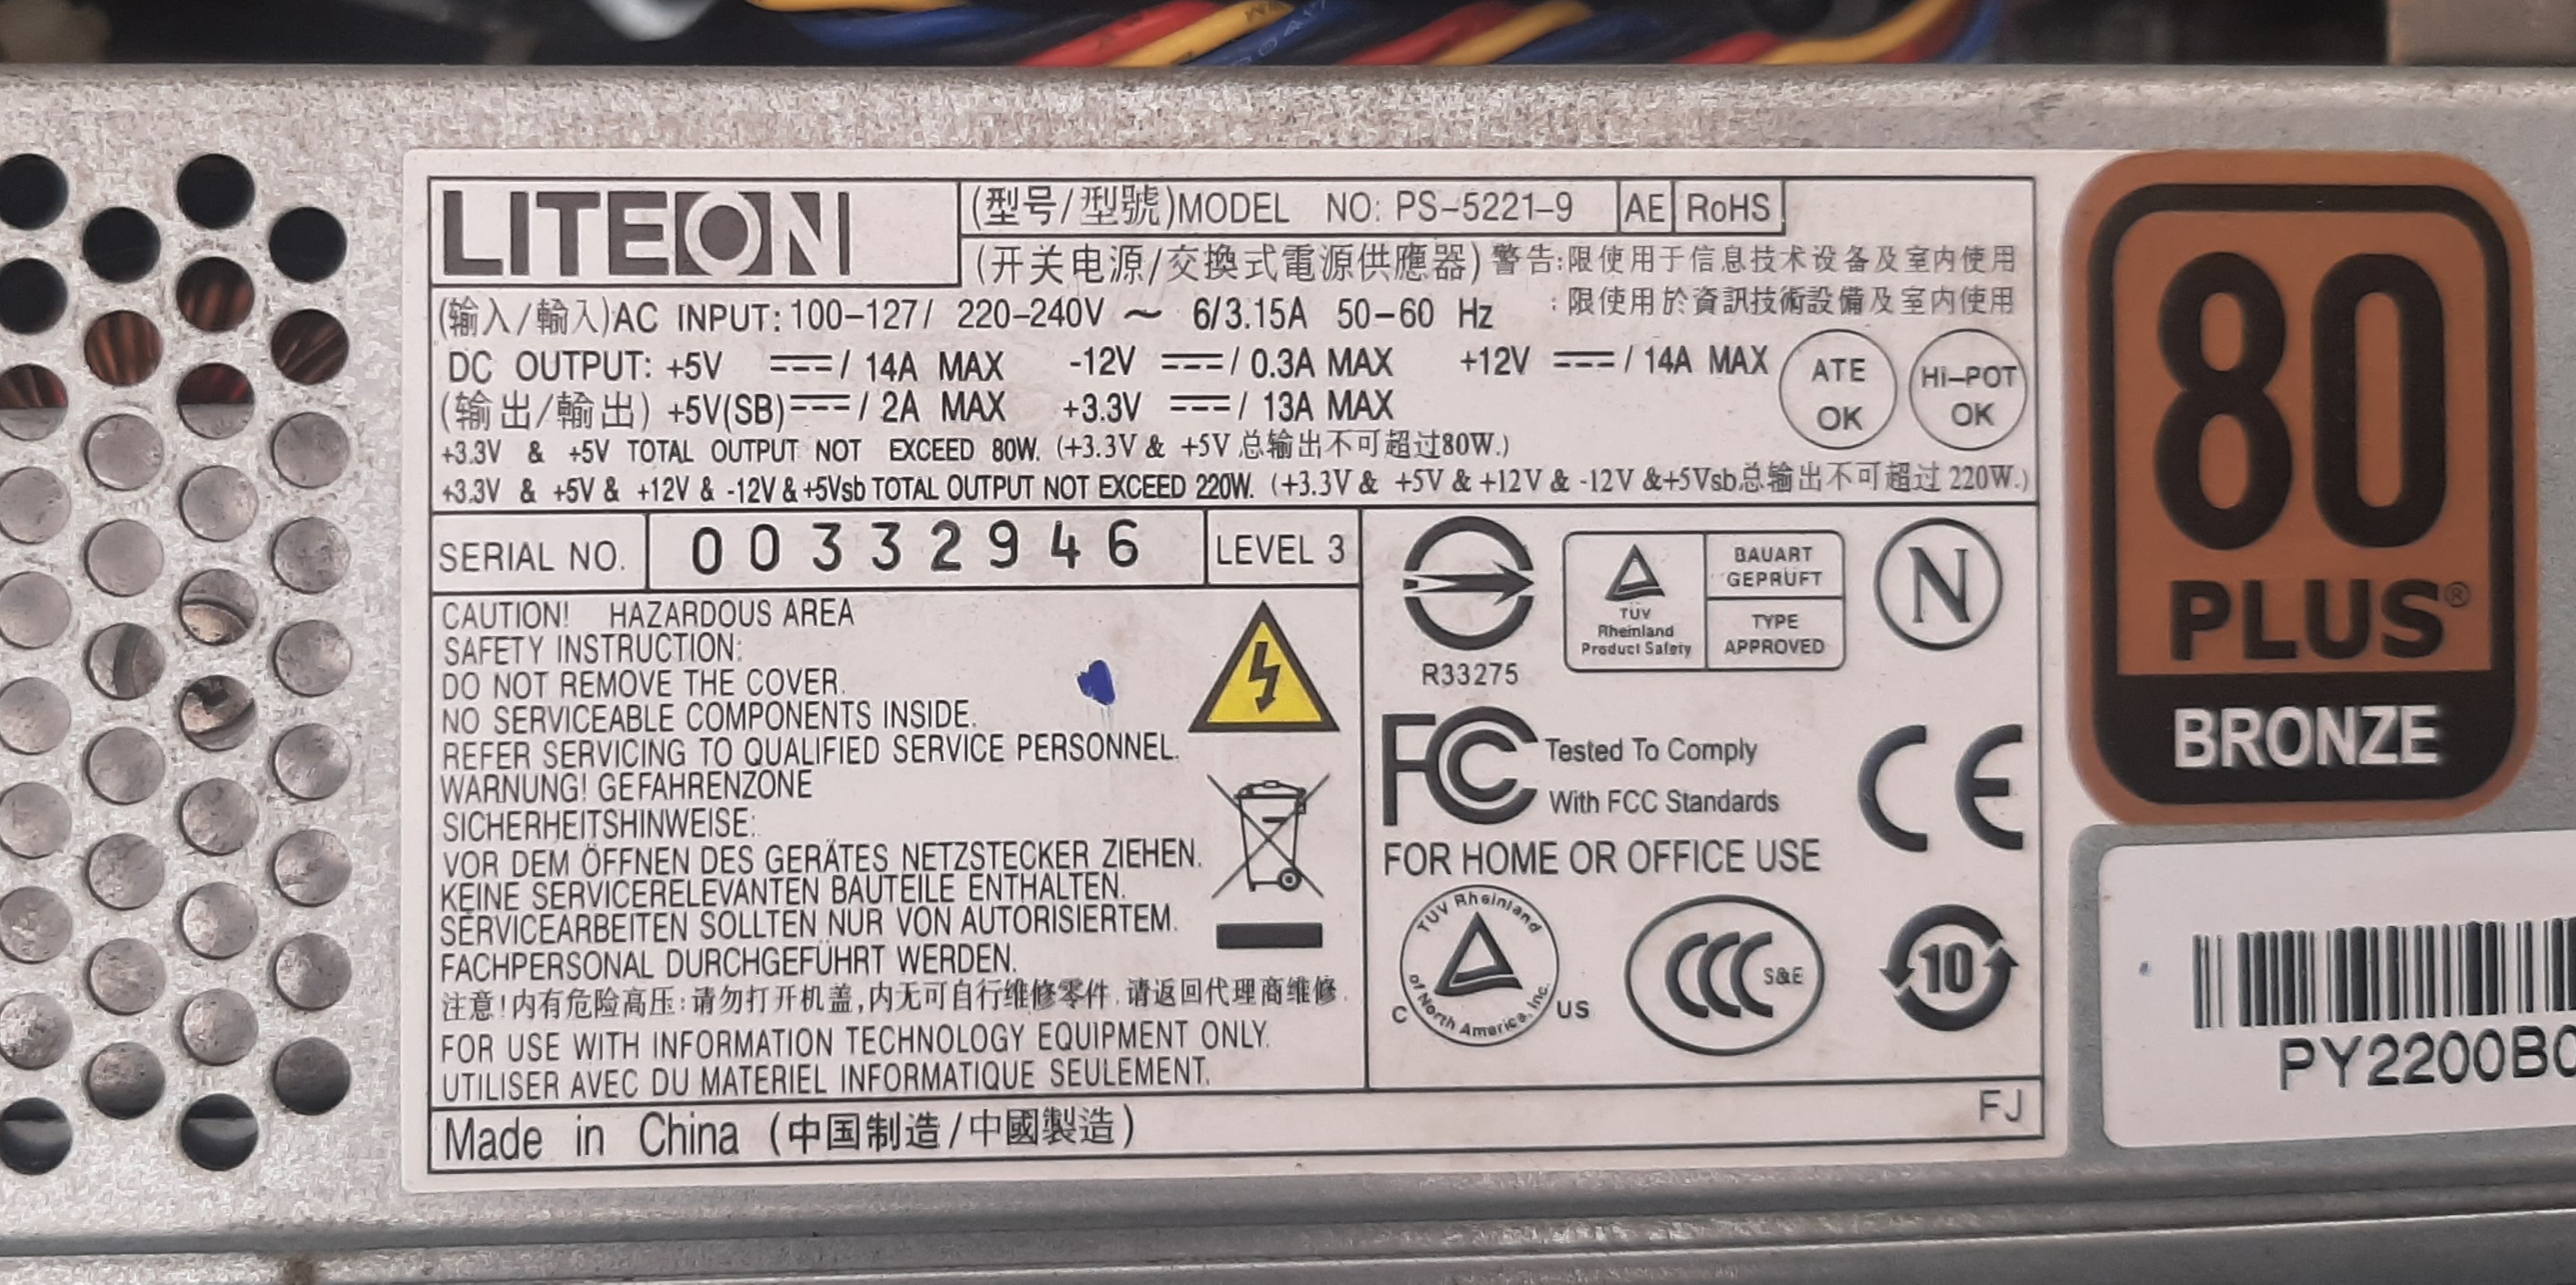 LITEON
(型号/型號)MODEL NO: PS-5221-9 AE RoHS
(开关电源/交換式電源供應器) 警告:限使用于信息技术设备及室内使用
:限使用於資訊技術設備及室内使用
(输入/輸入)AC INPUT: 100-127/ 220-240V ~ 6/3.15A 50-60 Hz
DC OUTPUT: +5V ⎓/ 14A MAX -12V ⎓/ 0.3A MAX +12V ⎓/ 14A MAX
(输出/輸出) +5V(SB)⎓/ 2A MAX +3.3V ⎓/ 13A MAX
ATE
OK
Hi-POT
OK
+3.3V & +5V TOTAL OUTPUT NOT EXCEED 80W. (+3.3V & +5V 总输出不可超过80W.)
+3.3V & +5V & +12V & -12V &+5Vsb TOTAL OUTPUT NOT EXCEED 220W. (+3.3V & +5V & +12V & -12V &+5Vsb总输出不可超过 220W.)
SERIAL NO. 00332946 LEVEL 3
CAUTION! HAZARDOUS AREA
SAFETY INSTRUCTION:
DO NOT REMOVE THE COVER.
NO SERVICEABLE COMPONENTS INSIDE.
REFER SERVICING TO QUALIFIED SERVICE PERSONNEL.
WARNUNG! GEFAHRENZONE
SICHERHEITSHINWEISE:
VOR DEM ÖFFNEN DES GERÄTES NETZSTECKER ZIEHEN.
KEINE SERVICERELEVANTEN BAUTEILE ENTHALTEN.
SERVICEARBEITEN SOLLTEN NUR VON AUTORISIERTEM.
FACHPERSONAL DURCHGEFÜHRT WERDEN.
注意!内有危险高压:请勿打开机盖,内无可自行维修零件.请返回代理商维修.
FOR USE WITH INFORMATION TECHNOLOGY EQUIPMENT ONLY.
UTILISER AVEC DU MATERIEL INFORMATIQUE SEULEMENT.
R33275
TÜV
Rheinland
Product Safety
BAUART
GEPRÜFT
TYPE
APPROVED
N
FC Tested To Comply
With FCC Standards
CE
FOR HOME OR OFFICE USE
TÜV Rheinland
of North America, Inc.
C US
CCC S&E
10
FJ
Made in China (中国制造/中國製造)
80
PLUS®
BRONZE
PY2200B0